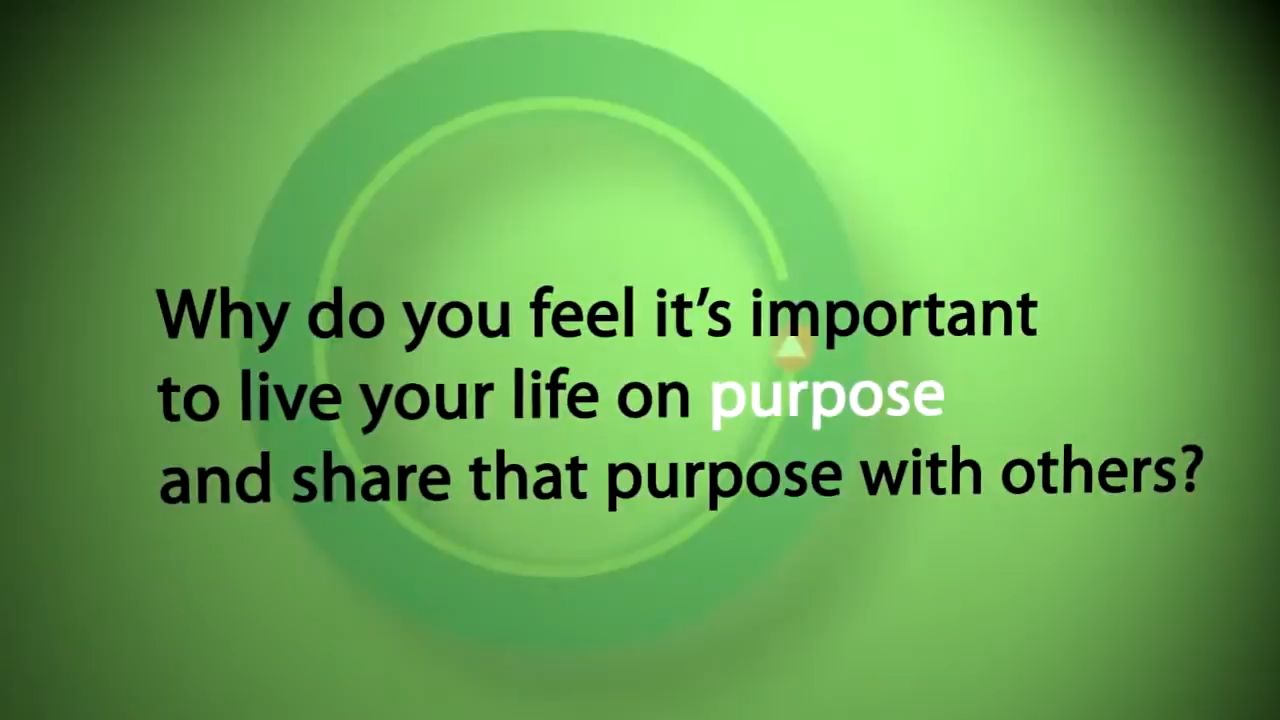 Why do you feel it’s important
to live your life on purpose
and share that purpose with others?